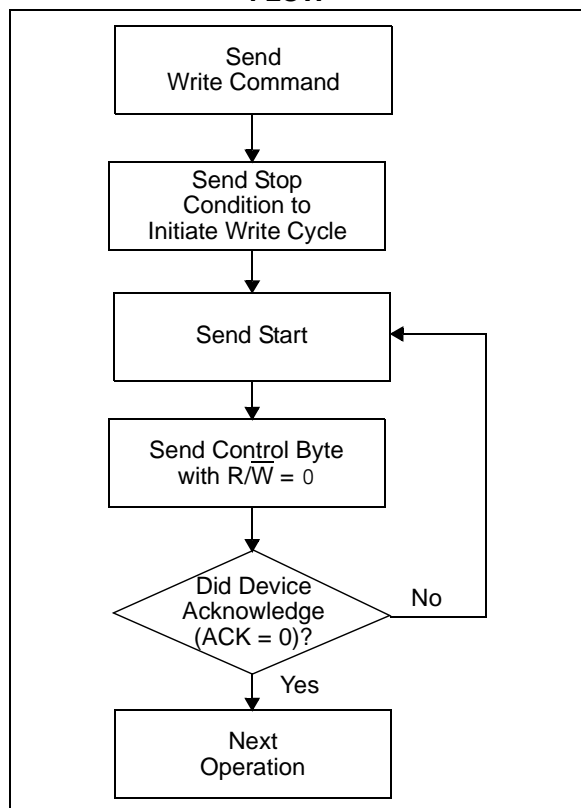 Send
Write Command
Send Stop
Condition to
Initiate Write Cycle
Send Start
Send Control Byte
with R/W̅ = 0
Did Device
Acknowledge
(ACK = 0)?
No
Yes
Next
Operation